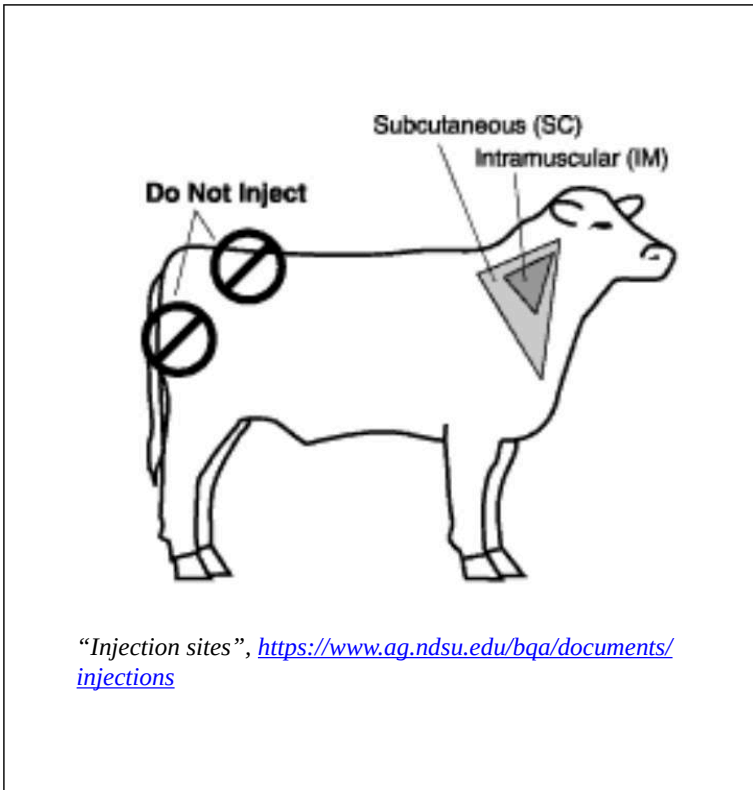 Subcutaneous (SC)
Intramuscular (IM)
Do Not Inject
“Injection sites”, https://www.ag.ndsu.edu/bqa/documents/
injections